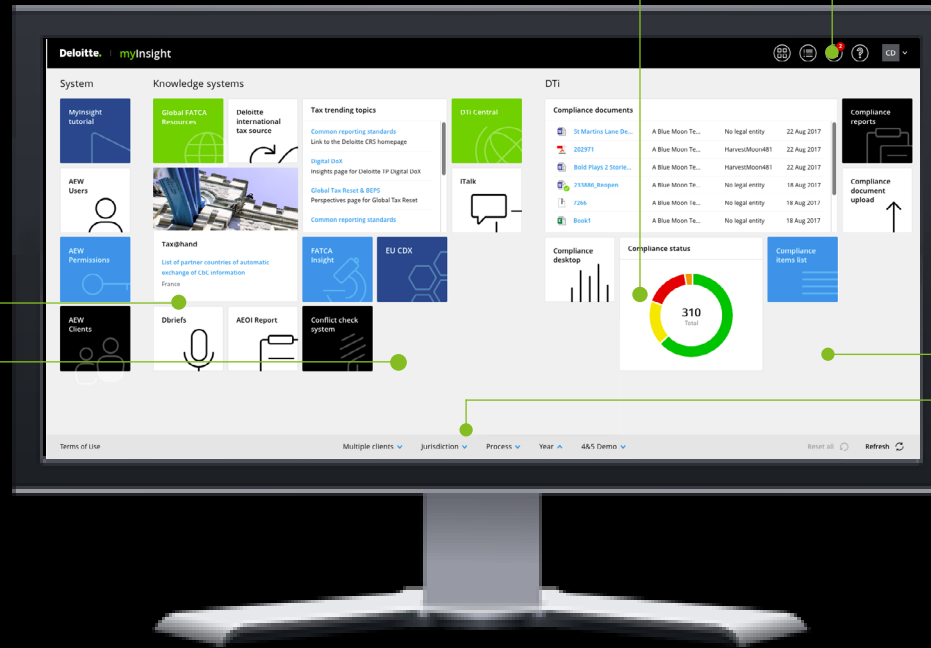 Deloitte. myInsight
2
CD
System
Knowledge systems
DTi
MyInsight
tutorial
Global FATCA
Resources
Deloitte
international
tax source
Tax trending topics
Common reporting standards
Link to the Deloitte CRS homepage
Digital DoX
Insights page for Deloitte TP Digital DoX
Global Tax Reset & BEPS
Perspectives page for Global Tax Reset
Common reporting standards
DTi Central
Compliance documents
St Martins Lane De... A Blue Moon Te... No legal entity 22 Aug 2017
202971 A Blue Moon Te... HarvestMoon481 22 Aug 2017
Bold Plays 2 Storie... A Blue Moon Te... HarvestMoon481 22 Aug 2017
233886_Reopen A Blue Moon Te... No legal entity 18 Aug 2017
7266 A Blue Moon Te... No legal entity 18 Aug 2017
Book1 A Blue Moon Te... No legal entity 18 Aug 2017
Compliance
reports
AEW
Users
ITalk
Compliance
document
upload
AEW
Permissions
Tax@hand
List of partner countries of automatic
exchange of CbC information
France
FATCA
Insight
EU CDX
Compliance
desktop
Compliance status
310
Total
Compliance
items list
AEW
Clients
Dbriefs
AEOI Report
Conflict check
system
Terms of Use
Multiple clients
Jurisdiction
Process
Year
4&5 Demo
Reset all
Refresh